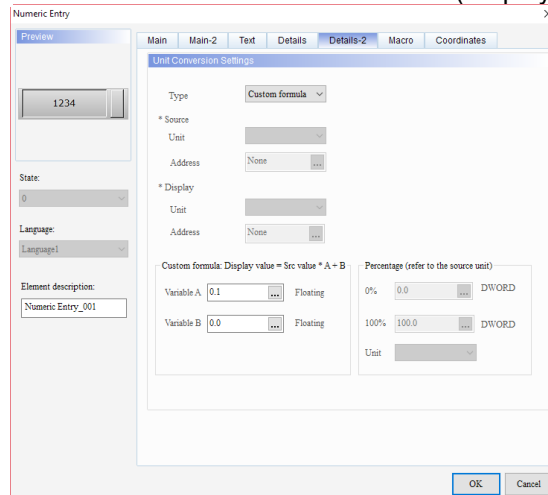 Numeric Entry
Preview
1234
State:
0
Language:
Language1
Element description:
Numeric Entry_001
Main Main-2 Text Details Details-2 Macro Coordinates
Unit Conversion Settings
Type Custom formula
* Source
Unit
Address None ...
* Display
Unit
Address None ...
Custom formula: Display value = Src value * A + B
Variable A 0.1 ... Floating
Variable B 0.0 ... Floating
Percentage (refer to the source unit)
0% 0.0 ... DWORD
100% 100.0 ... DWORD
Unit
OK Cancel